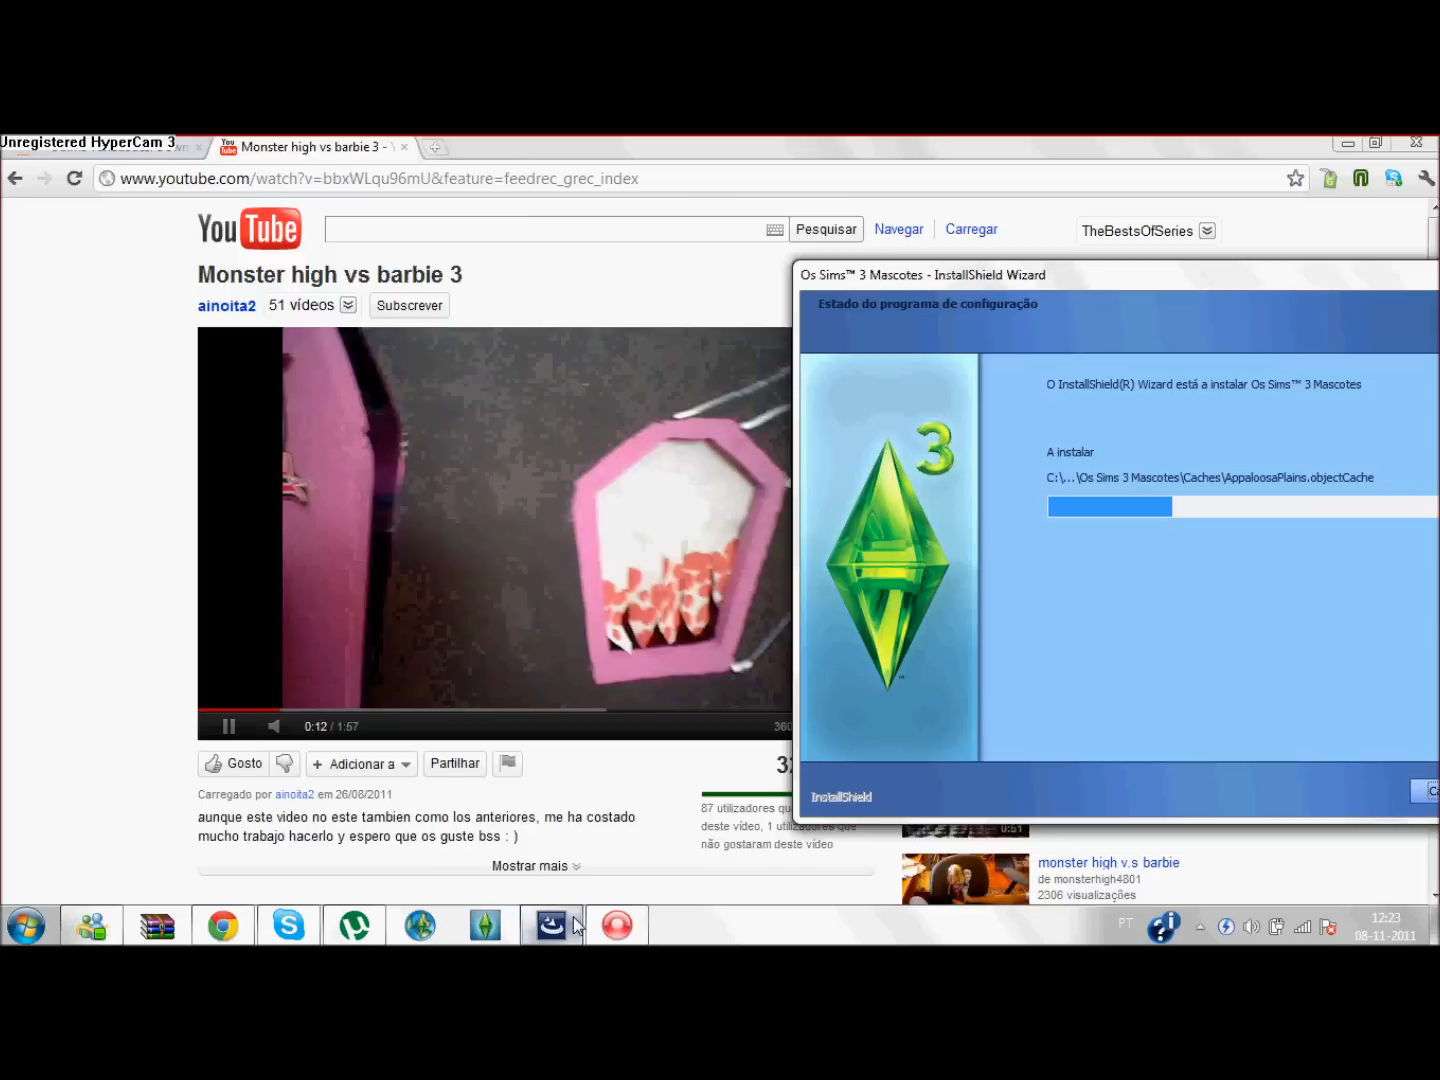 Unregistered HyperCam 3
Monster high vs barbie 3 -
www.youtube.com/watch?v=bbxWLqu96mU&feature=feedrec_grec_index
YouTube
Pesquisar
Navegar
Carregar
TheBestsOfSeries
Monster high vs barbie 3
ainoita2 51 vídeos
Subscrever
Os Sims™ 3 Mascotes - InstallShield Wizard
Estado do programa de configuração
O InstallShield(R) Wizard está a instalar Os Sims™ 3 Mascotes
3
A instalar
C:\...\Os Sims 3 Mascotes\Caches\AppaloosaPlains.objectCache
InstallShield
0:12 / 1:57
360
Gosto
+ Adicionar a
Partilhar
Carregado por ainoita2 em 26/08/2011
aunque este video no este tambien como los anteriores, me ha costado
mucho trabajo hacerlo y espero que os guste bss : )
Mostrar mais
87 utilizadores
deste vídeo, 1 utilizadores que
não gostaram deste vídeo
0:51
monster high v.s barbie
de monsterhigh4801
2306 visualizações
PT
12:23
08-11-2011